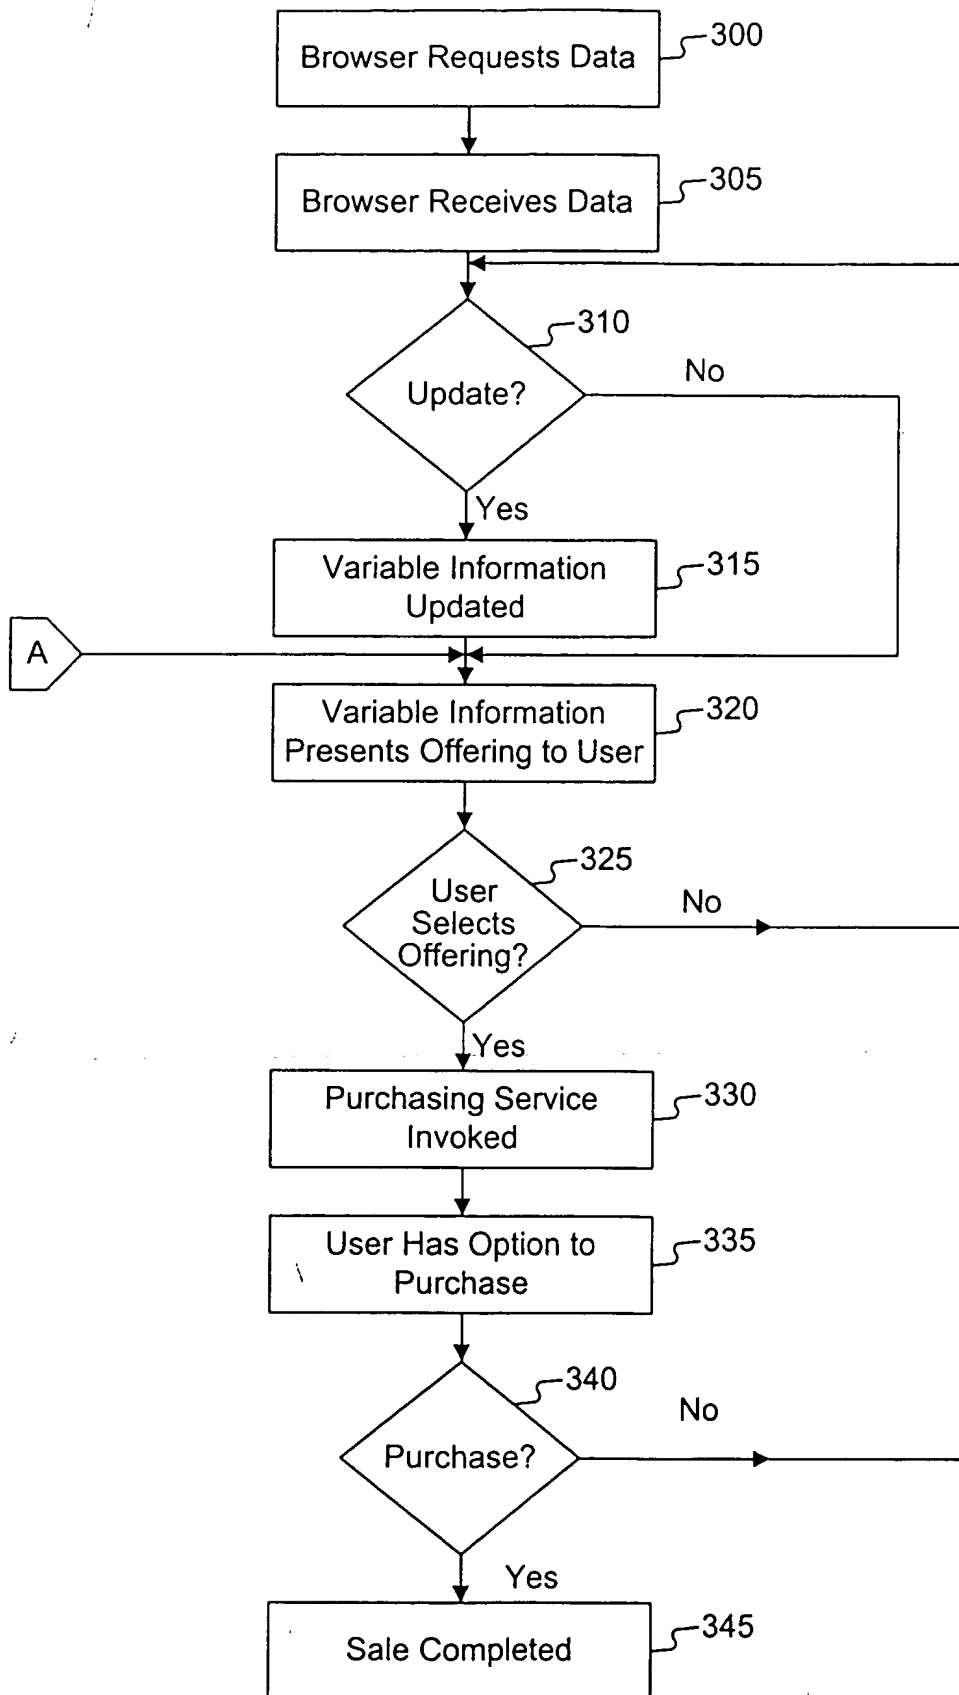 Browser Requests Data
300
Browser Receives Data
305
310
Update?
No
Yes
Variable Information
Updated
315
A
Variable Information
Presents Offering to User
320
325
User
Selects
Offering?
No
Yes
Purchasing Service
Invoked
330
User Has Option to
Purchase
335
340
Purchase?
No
Yes
Sale Completed
345